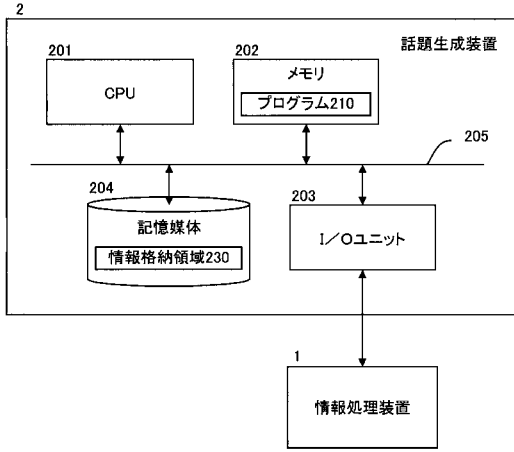 2
話題生成装置
201
CPU
202
メモリ
プログラム210
205
204
記憶媒体
情報格納領域230
203
I/Oユニット
1
情報処理装置